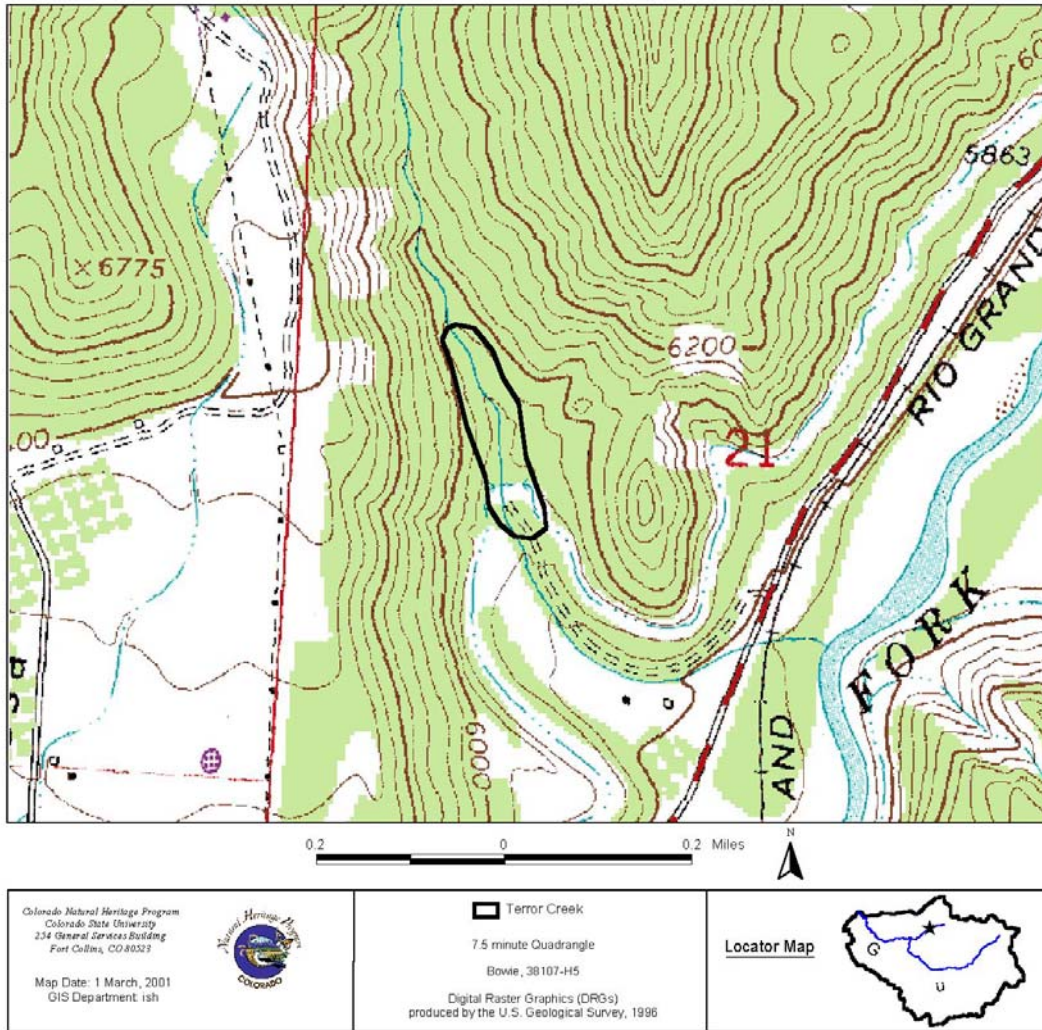 5863
60
×6775
RIO GRAND
6200
21
00
FORK
6000
AND
0.2 0 0.2 Miles
N
Colorado Natural Heritage Program
Colorado State University
254 General Services Building
Fort Collins, CO 80523
Map Date: 1 March, 2001
GIS Department: ish
Natural Heritage Program
COLORADO
Terror Creek
7.5 minute Quadrangle
Bowie, 38107-H5
Digital Raster Graphics (DRGs)
produced by the U.S. Geological Survey, 1996
Locator Map
G
U